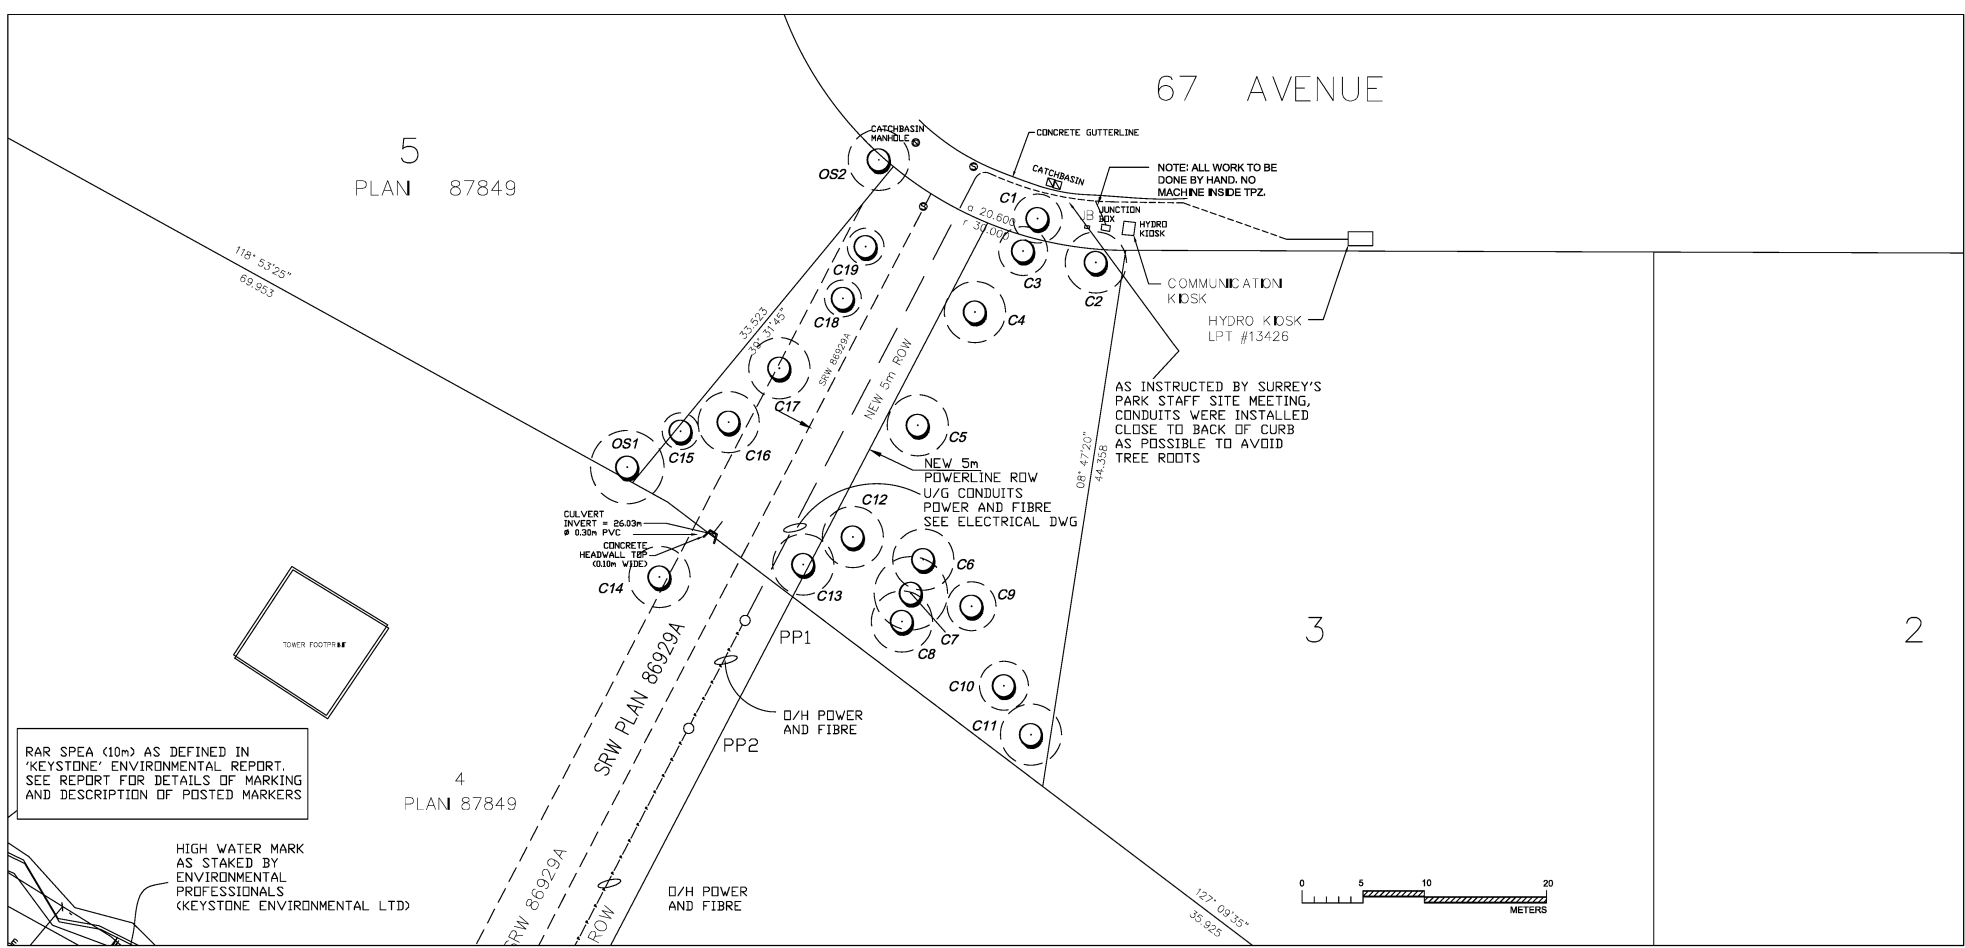 67 AVENUE
5
PLAN 87849
118° 53'25"
69.953
OS2
CATCHBASIN
MANHOLE
CONCRETE GUTTERLINE
CATCHBASIN
NOTE: ALL WORK TO BE
DONE BY HAND. NO
MACHINE INSIDE TPZ.
C1
a 20.600
r 30.000
JB
JUNCTION
BOX
HYDRO
KIOSK
C3
C2
COMMUNICATION
KIOSK
HYDRO KIOSK
LPT #13426
C19
C18
C4
33.523
39° 31'45"
SRW 86929A
NEW 5m ROW
C17
AS INSTRUCTED BY SURREY'S
PARK STAFF SITE MEETING,
CONDUITS WERE INSTALLED
CLOSE TO BACK OF CURB
AS POSSIBLE TO AVOID
TREE ROOTS
OS1
C15
C16
C5
08° 47'20"
44.358
NEW 5m
POWERLINE ROW
U/G CONDUITS
POWER AND FIBRE
SEE ELECTRICAL DWG
C12
CULVERT
INVERT = 26.03m
ø 0.30m PVC
CONCRETE
HEADWALL TOP
(0.10m WIDE)
C14
C13
C6
C9
C7
C8
PP1
C10
C11
3
2
TOWER FOOTPRINT
SRW PLAN 86929A
O/H POWER
AND FIBRE
PP2
RAR SPEA (10m) AS DEFINED IN
'KEYSTONE' ENVIRONMENTAL REPORT.
SEE REPORT FOR DETAILS OF MARKING
AND DESCRIPTION OF POSTED MARKERS
4
PLAN 87849
HIGH WATER MARK
AS STAKED BY
ENVIRONMENTAL
PROFESSIONALS
(KEYSTONE ENVIRONMENTAL LTD)
SRW 86929A
ROW
O/H POWER
AND FIBRE
127° 09'35"
35.925
0 5 10 20
METERS